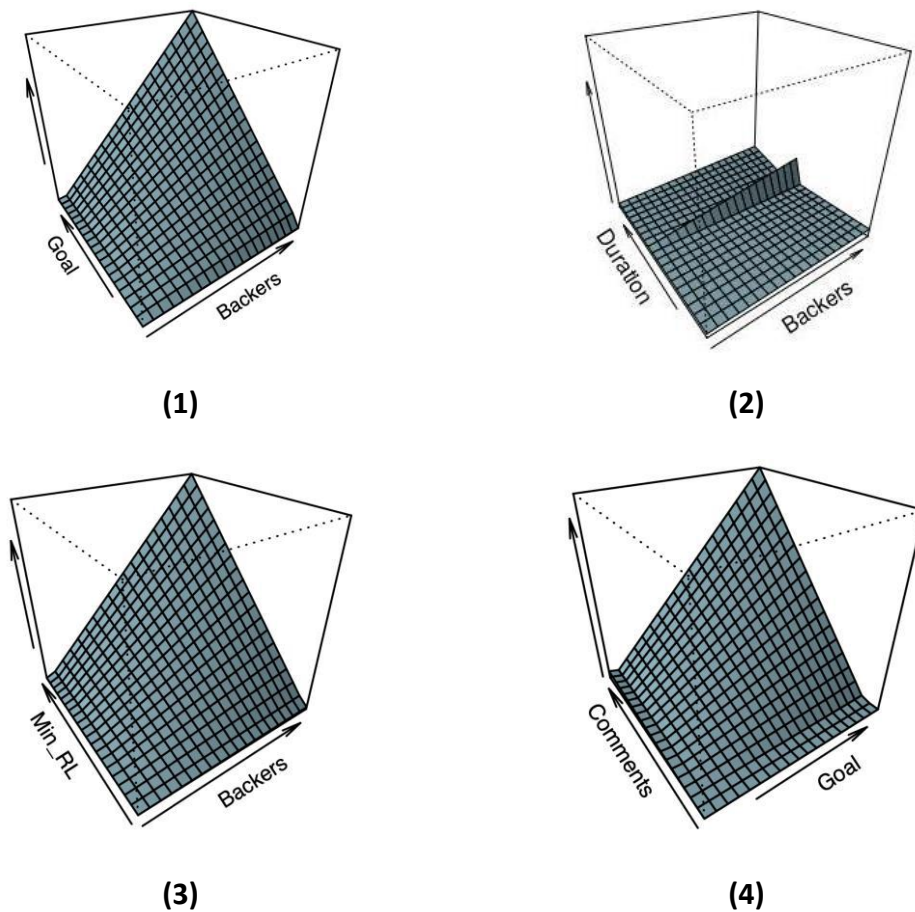 Goal
Backers
(1)
Duration
Backers
(2)
Min_RL
Backers
(3)
Comments
Goal
(4)